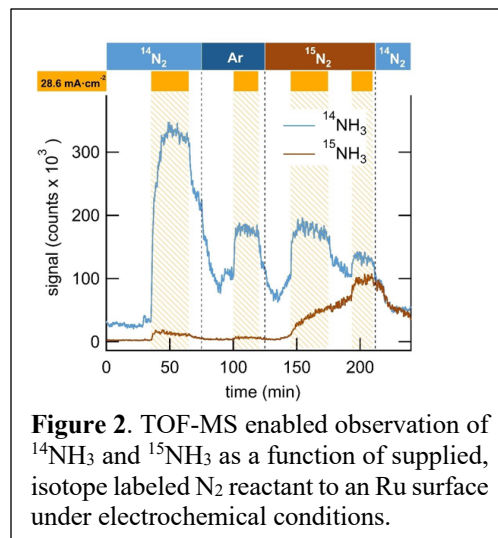 ¹⁴N₂ Ar ¹⁵N₂ ¹⁴N₂
28.6 mA·cm⁻²
¹⁴NH₃
¹⁵NH₃
signal (counts x 10³)
300
200
100
0
0 50 100 150 200
time (min)
Figure 2. TOF-MS enabled observation of
¹⁴NH₃ and ¹⁵NH₃ as a function of supplied,
isotope labeled N₂ reactant to an Ru surface
under electrochemical conditions.